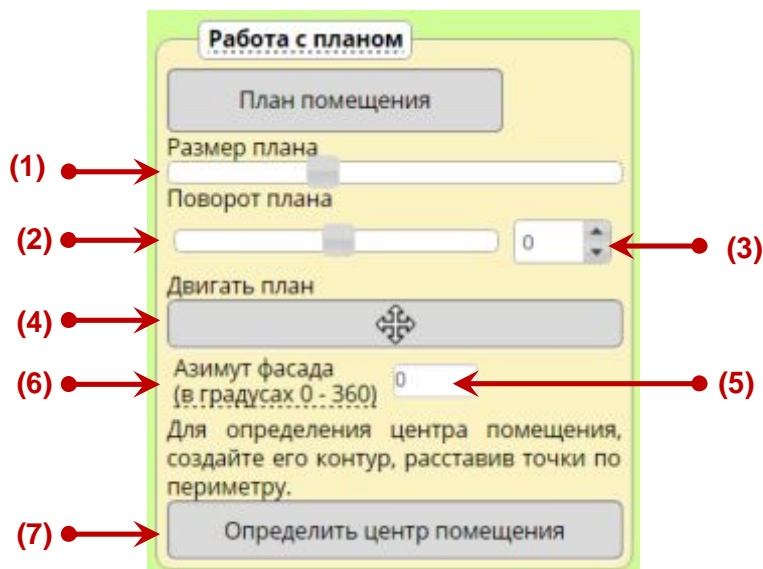 Работа с планом
План помещения
Размер плана
(1)
Поворот плана
(2)
0
(3)
Двигать план
(4)
Азимут фасада
(в градусах 0 - 360)
(6)
0
(5)
Для определения центра помещения,
создайте его контур, расставив точки по
периметру.
(7)
Определить центр помещения